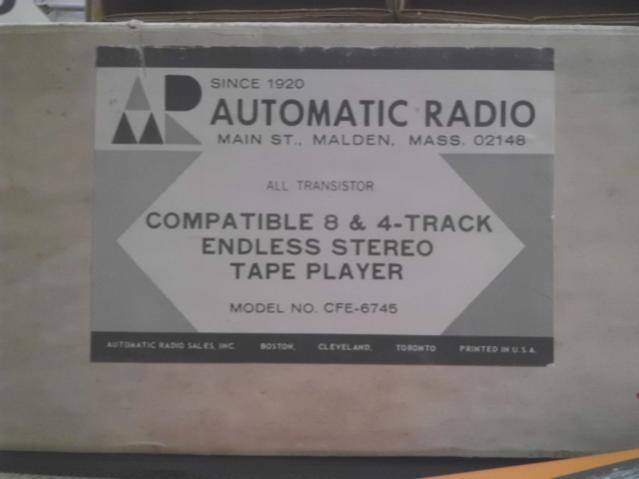 SINCE 1920
AR AUTOMATIC RADIO
MAIN ST., MALDEN, MASS. 02148
ALL TRANSISTOR
COMPATIBLE 8 & 4-TRACK
ENDLESS STEREO
TAPE PLAYER
MODEL NO. CFE-6745
AUTOMATIC RADIO SALES, INC. BOSTON, CLEVELAND, TORONTO PRINTED IN U.S.A.